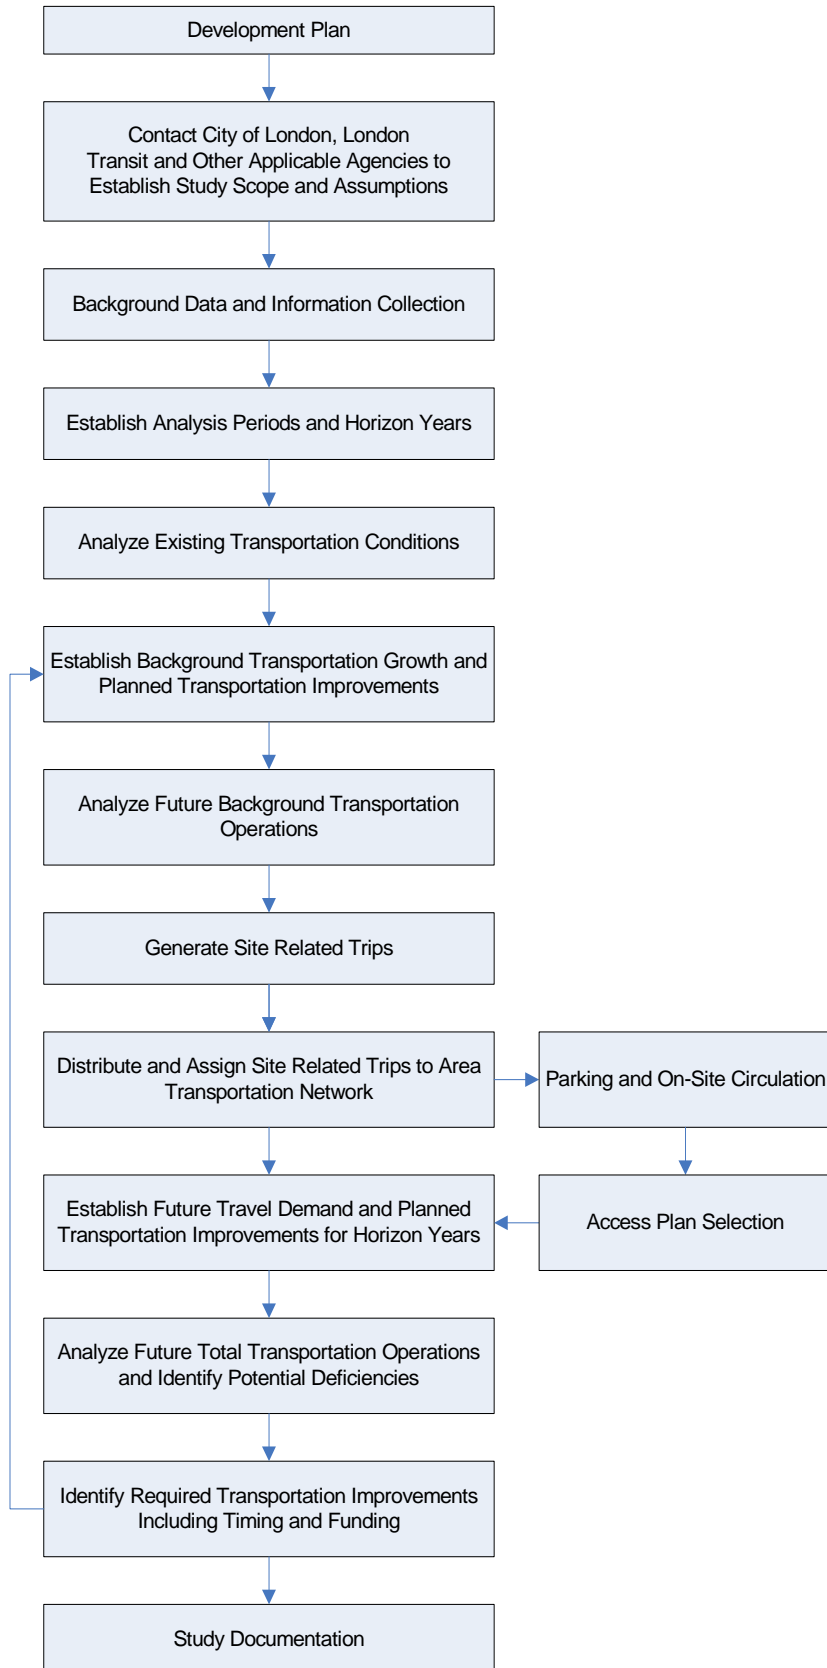 Development Plan
Contact City of London, London
Transit and Other Applicable Agencies to
Establish Study Scope and Assumptions
Background Data and Information Collection
Establish Analysis Periods and Horizon Years
Analyze Existing Transportation Conditions
Establish Background Transportation Growth and
Planned Transportation Improvements
Analyze Future Background Transportation
Operations
Generate Site Related Trips
Distribute and Assign Site Related Trips to Area
Transportation Network
Parking and On-Site Circulation
Establish Future Travel Demand and Planned
Transportation Improvements for Horizon Years
Access Plan Selection
Analyze Future Total Transportation Operations
and Identify Potential Deficiencies
Identify Required Transportation Improvements
Including Timing and Funding
Study Documentation